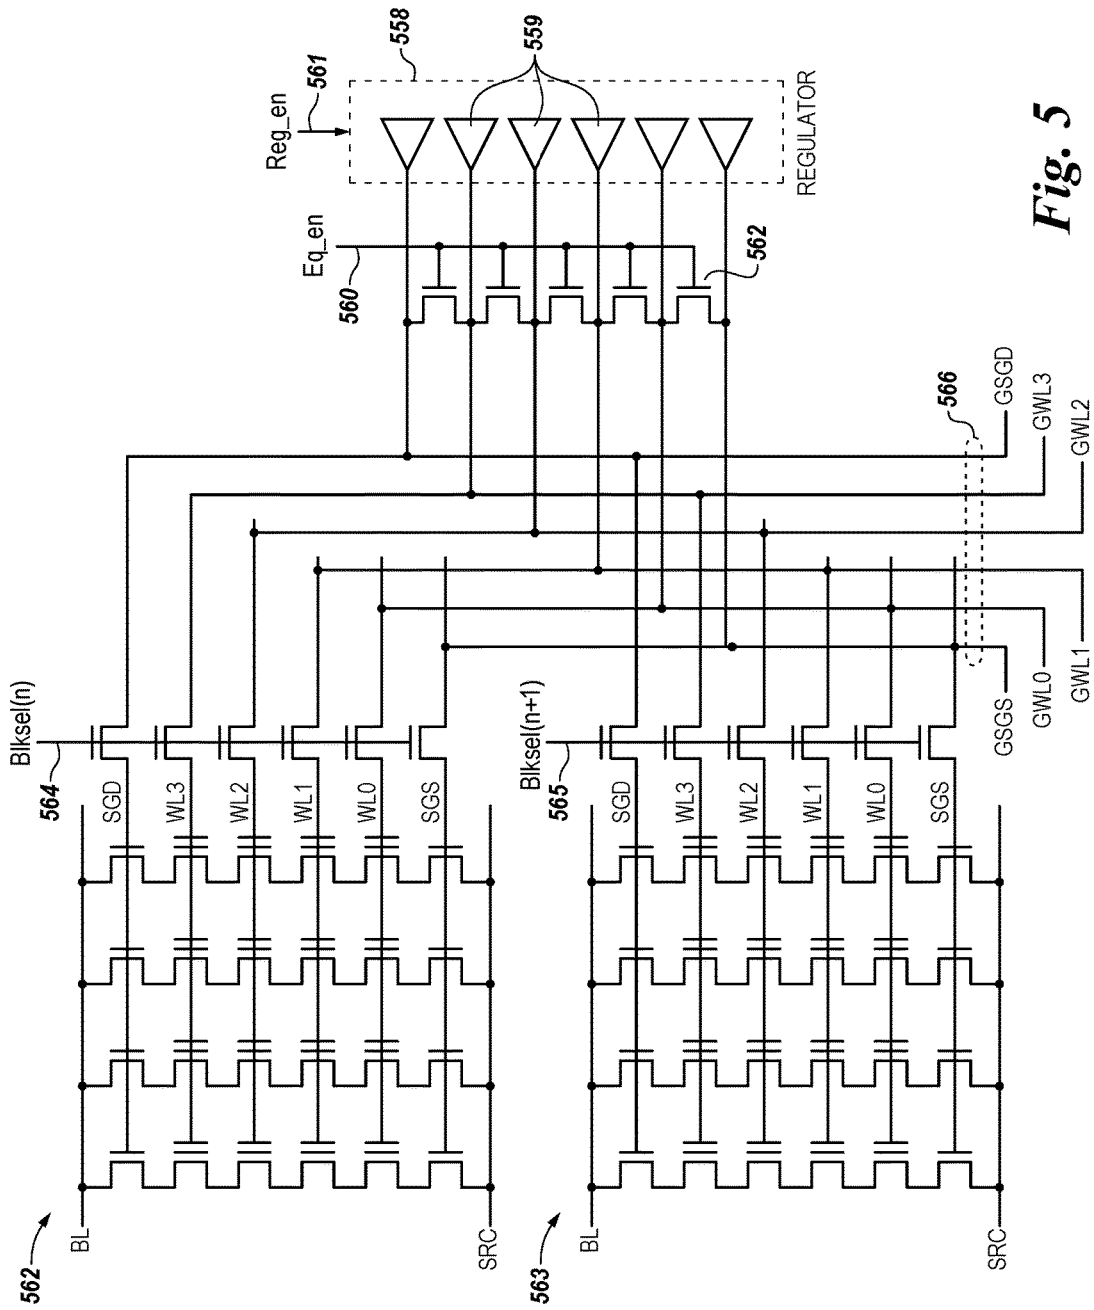 558
559
561
Reg_en
REGULATOR
Eq_en
560
562
Fig. 5
566
GSGD
GWL3
GWL2
GWL1
GWL0
GSGS
Blksel(n)
564
SGD
WL3
WL2
WL1
WL0
SGS
Blksel(n+1)
565
SGD
WL3
WL2
WL1
WL0
SGS
562
BL
SRC
563
BL
SRC